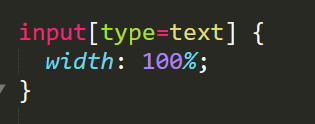 input[type=text] {
  width: 100%;
}